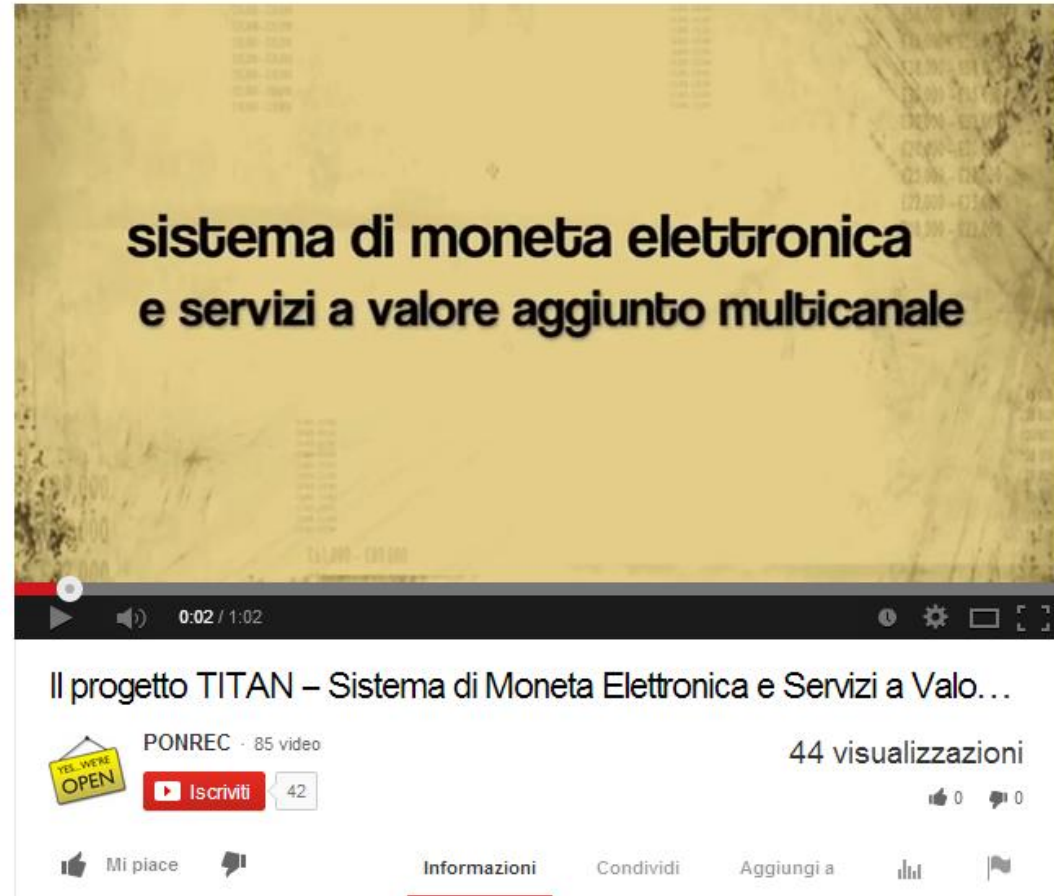 sistema di moneta elettronica
e servizi a valore aggiunto multicanale
0:02 / 1:02
Il progetto TITAN – Sistema di Moneta Elettronica e Servizi a Valo...
PONREC · 85 video
44 visualizzazioni
YES.. WE'RE
OPEN
Iscriviti 42
0 0
Mi piace Informazioni Condividi Aggiungi a